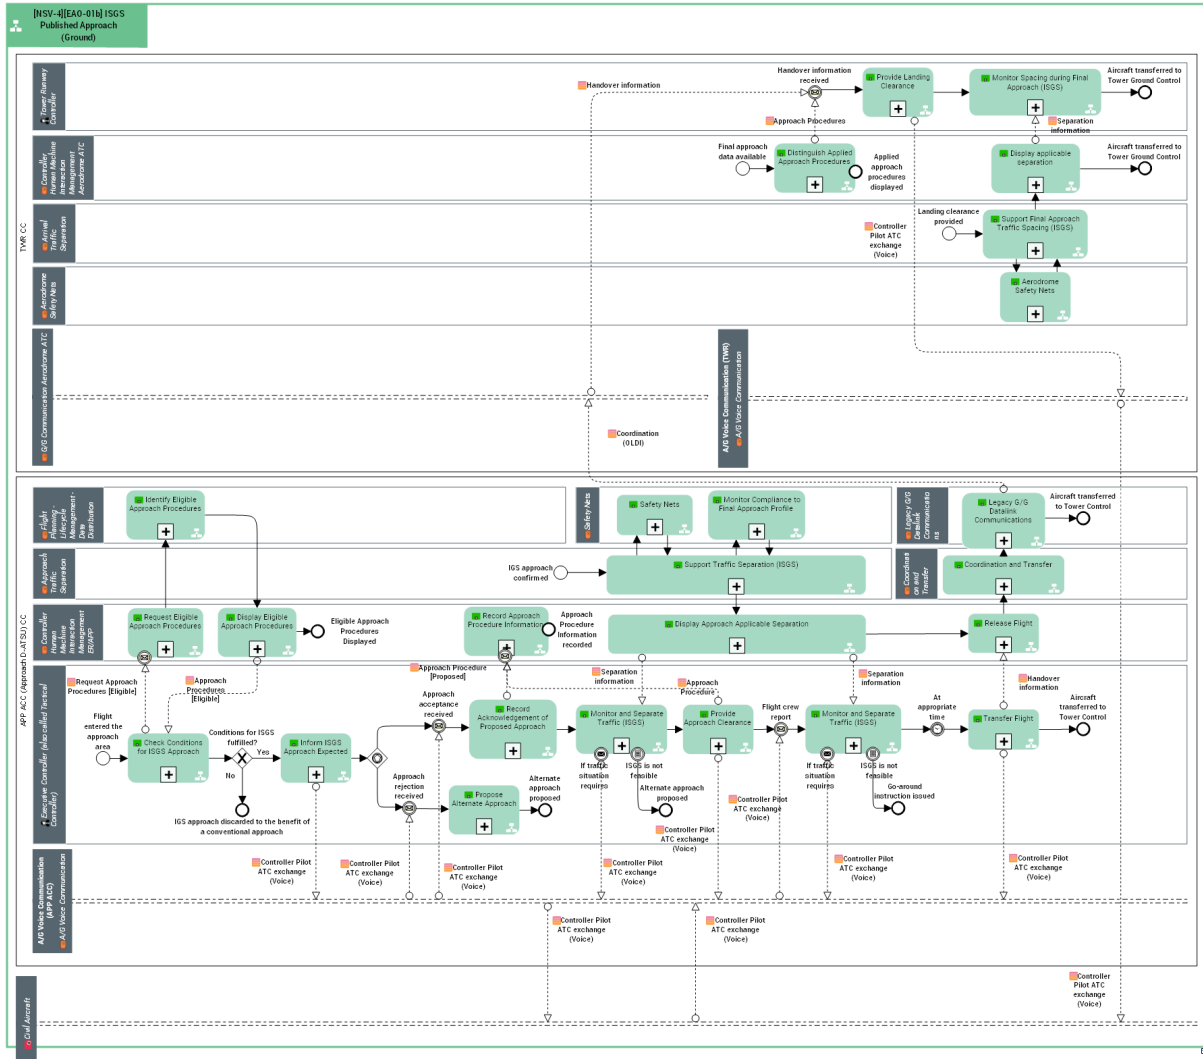 [NSV-4][EAO-01b] ISGS
Published Approach
(Ground)
TWR CC
Tower Runway
Controller
Handover information
Handover information
received
Provide Landing
Clearance
Monitor Spacing during Final
Approach (ISGS)
Aircraft transferred to
Tower Ground Control
Approach Procedures
Separation
information
Controller
Human Machine
Interaction
Management
Aerodrome ATC
Final approach
data available
Distinguish Applied
Approach Procedures
Applied
approach
procedures
displayed
Display applicable
separation
Aircraft transferred to
Tower Ground Control
Arrival
Traffic
Separation
Controller
Pilot ATC
exchange
(Voice)
Landing clearance
provided
Support Final Approach
Traffic Spacing (ISGS)
Aerodrome
Safety Nets
Aerodrome
Safety Nets
G/G Communication Aerodrome ATC
A/G Voice Communication (TWR)
A/G Voice Communication
Coordination
(OLDI)
APP ACC (Approach D-ATSU) CC
Flight
Planning -
Lifecycle
Management -
Data
Distribution
Identify Eligible
Approach Procedures
Safety Nets
Safety Nets
Monitor Compliance to
Final Approach Profile
Legacy G/G
Datalink
Communicatio
ns
Legacy G/G
Datalink
Communications
Aircraft transferred
to Tower Control
Approach
Traffic
Separation
IGS approach
confirmed
Support Traffic Separation (ISGS)
Coordinati
on and
Transfer
Coordination and Transfer
Controller
Human
Machine
Interaction
Management
ER/APP
Request Eligible
Approach Procedures
Display Eligible
Approach Procedures
Eligible Approach
Procedures
Displayed
Record Approach
Procedure Information
Approach
Procedure
Information
recorded
Display Approach Applicable Separation
Release Flight
Executive Controller (also called Tactical
Controller)
Request Approach
Procedures [Eligible]
Approach
Procedures
[Eligible]
Approach Procedure
[Proposed]
Separation
information
Approach
Procedure
Separation
information
Handover
information
Flight
entered the
approach
area
Check Conditions
for ISGS Approach
Conditions for ISGS
fulfilled?
Yes
No
IGS approach discarded to the benefit of
a conventional approach
Inform ISGS
Approach Expected
Approach
acceptance
received
Approach
rejection
received
Record
Acknowledgement of
Proposed Approach
Propose
Alternate Approach
Alternate
approach
proposed
Monitor and Separate
Traffic (ISGS)
If traffic
situation
requires
ISGS is not
feasible
Alternate approach
proposed
Provide
Approach Clearance
Flight crew
report
Monitor and Separate
Traffic (ISGS)
If traffic
situation
requires
ISGS is not
feasible
Go-around
instruction issued
At
appropriate
time
Transfer Flight
Aircraft
transferred to
Tower Control
Controller Pilot
ATC exchange
(Voice)
Controller Pilot
ATC exchange
(Voice)
Controller Pilot
ATC exchange
(Voice)
Controller Pilot
ATC exchange
(Voice)
Controller Pilot
ATC exchange
(Voice)
Controller Pilot
ATC exchange
(Voice)
Controller Pilot
ATC exchange
(Voice)
Controller Pilot
ATC exchange
(Voice)
A/G Voice Communication
(APP ACC)
A/G Voice Communication
Controller Pilot
ATC exchange
(Voice)
Controller Pilot
ATC exchange
(Voice)
Controller
Pilot ATC
exchange
(Voice)
Civil Aircraft